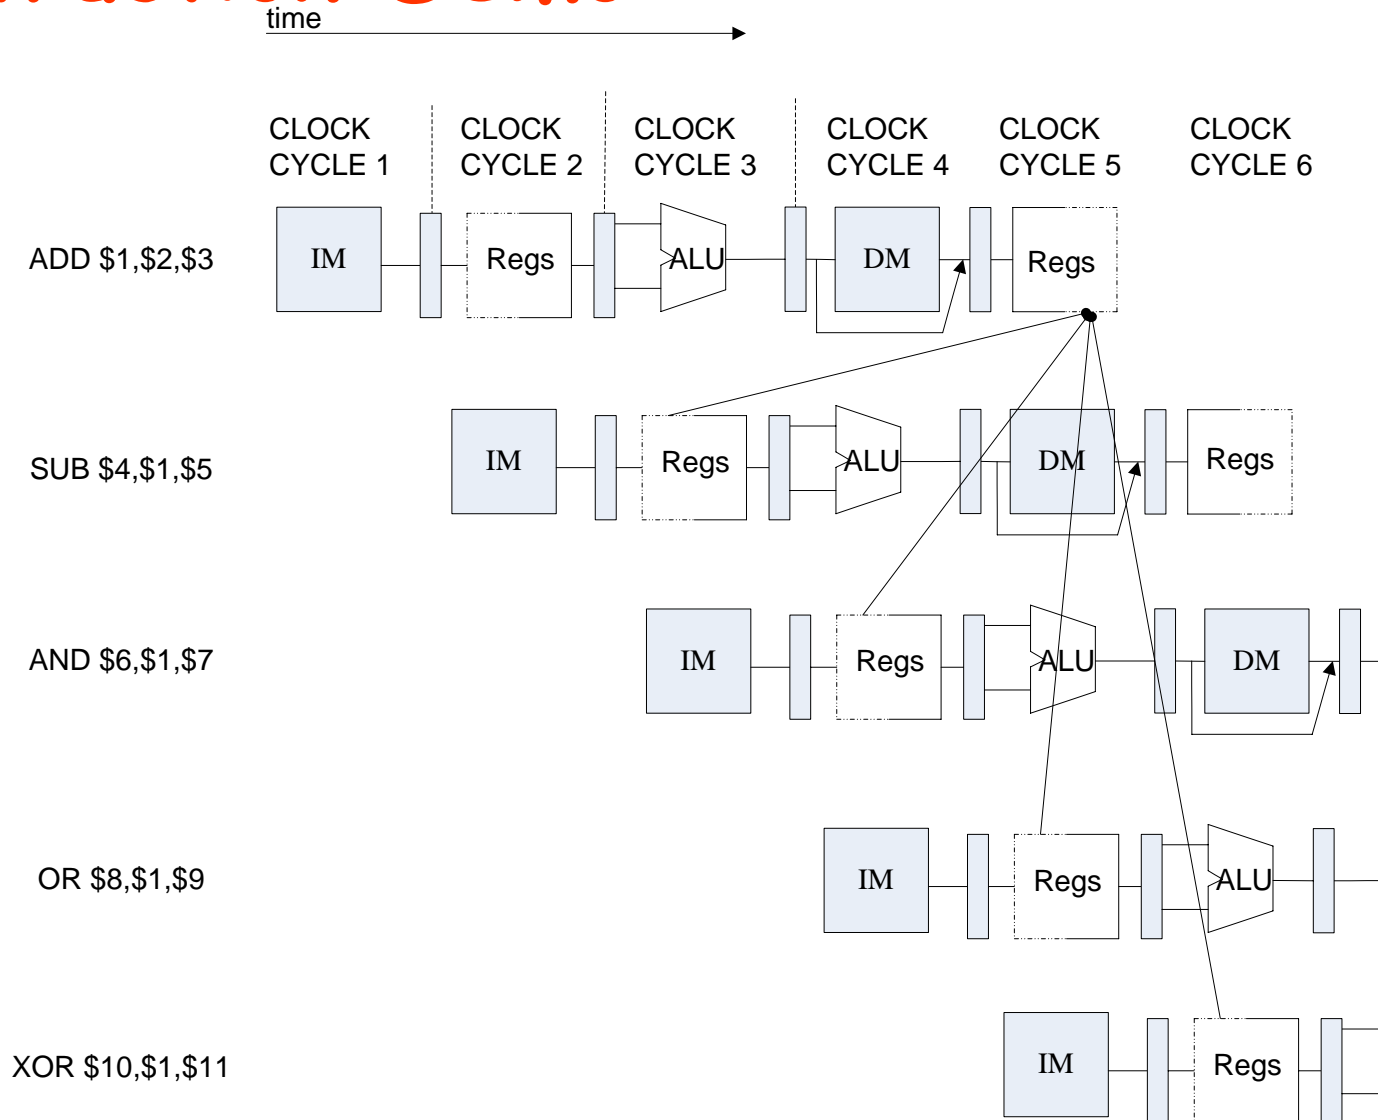 time
CLOCK CYCLE 1
CLOCK CYCLE 2
CLOCK CYCLE 3
CLOCK CYCLE 4
CLOCK CYCLE 5
CLOCK CYCLE 6
ADD $1,$2,$3
IM
Regs
ALU
DM
Regs
SUB $4,$1,$5
IM
Regs
ALU
DM
Regs
AND $6,$1,$7
IM
Regs
ALU
DM
OR $8,$1,$9
IM
Regs
ALU
XOR $10,$1,$11
IM
Regs